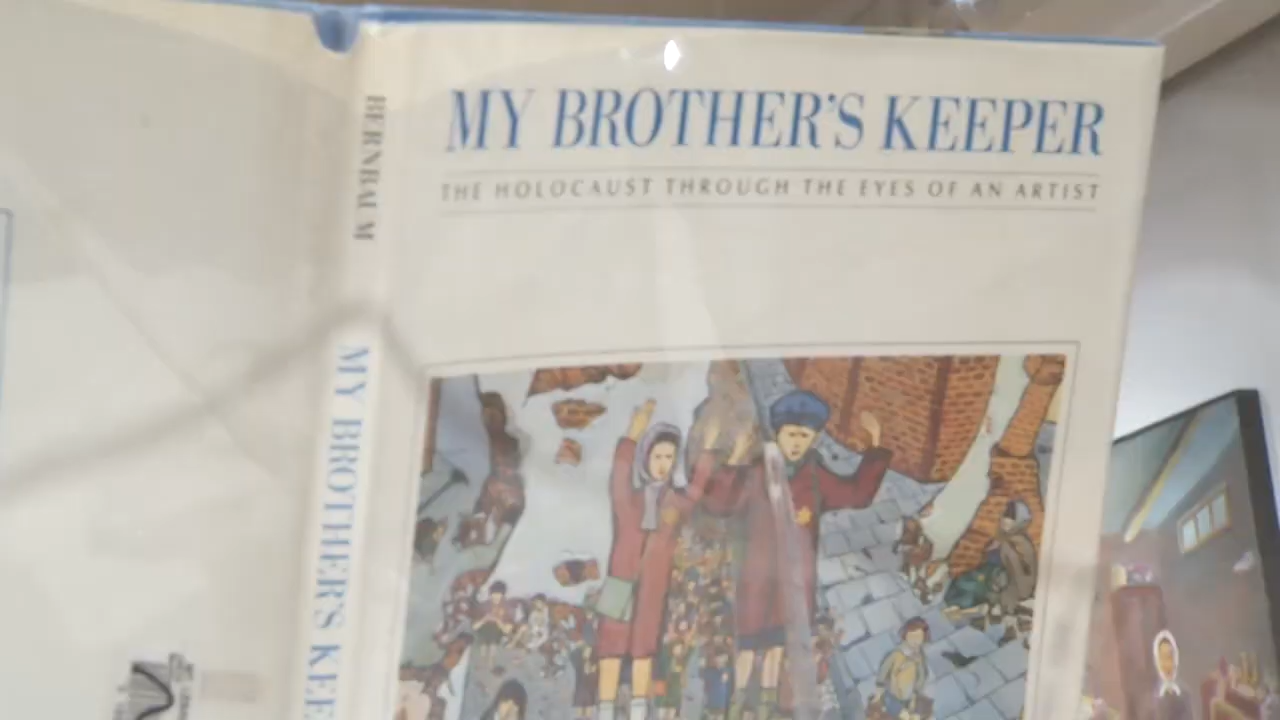 MY BROTHER'S KEEPER
THE HOLOCAUST THROUGH THE EYES OF AN ARTIST
BERNBAUM
MY BROTHER'S KEE